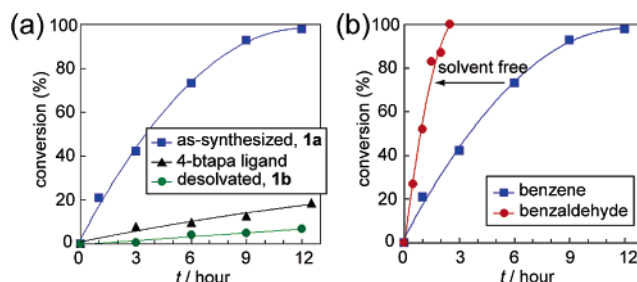 (a)
conversion (%)
100
80
60
40
20
0
as-synthesized, 1a
4-btapa ligand
desolvated, 1b
0 3 6 9 12
t / hour
(b)
conversion (%)
100
80
60
40
20
0
solvent free
benzene
benzaldehyde
0 3 6 9 12
t / hour